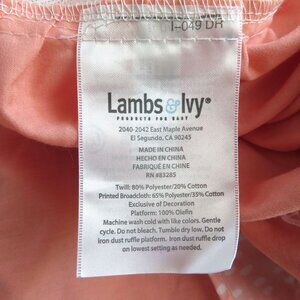 I-049 DR
Lambs & Ivy®
PRODUCTS FOR BABY
2040-2042 East Maple Avenue
El Segundo, CA 90245
MADE IN CHINA
HECHO EN CHINA
FABRIQUÉ EN CHINE
RN #83285
Twill: 80% Polyester/20% Cotton
Printed Broadcloth: 65% Polyester/35% Cotton
Exclusive of Decoration
Platform: 100% Olefin
Machine wash cold with like colors. Gentle
cycle. Do not bleach. Tumble dry low. Do not
iron dust ruffle platform. Iron dust ruffle drop
on lowest setting as needed.